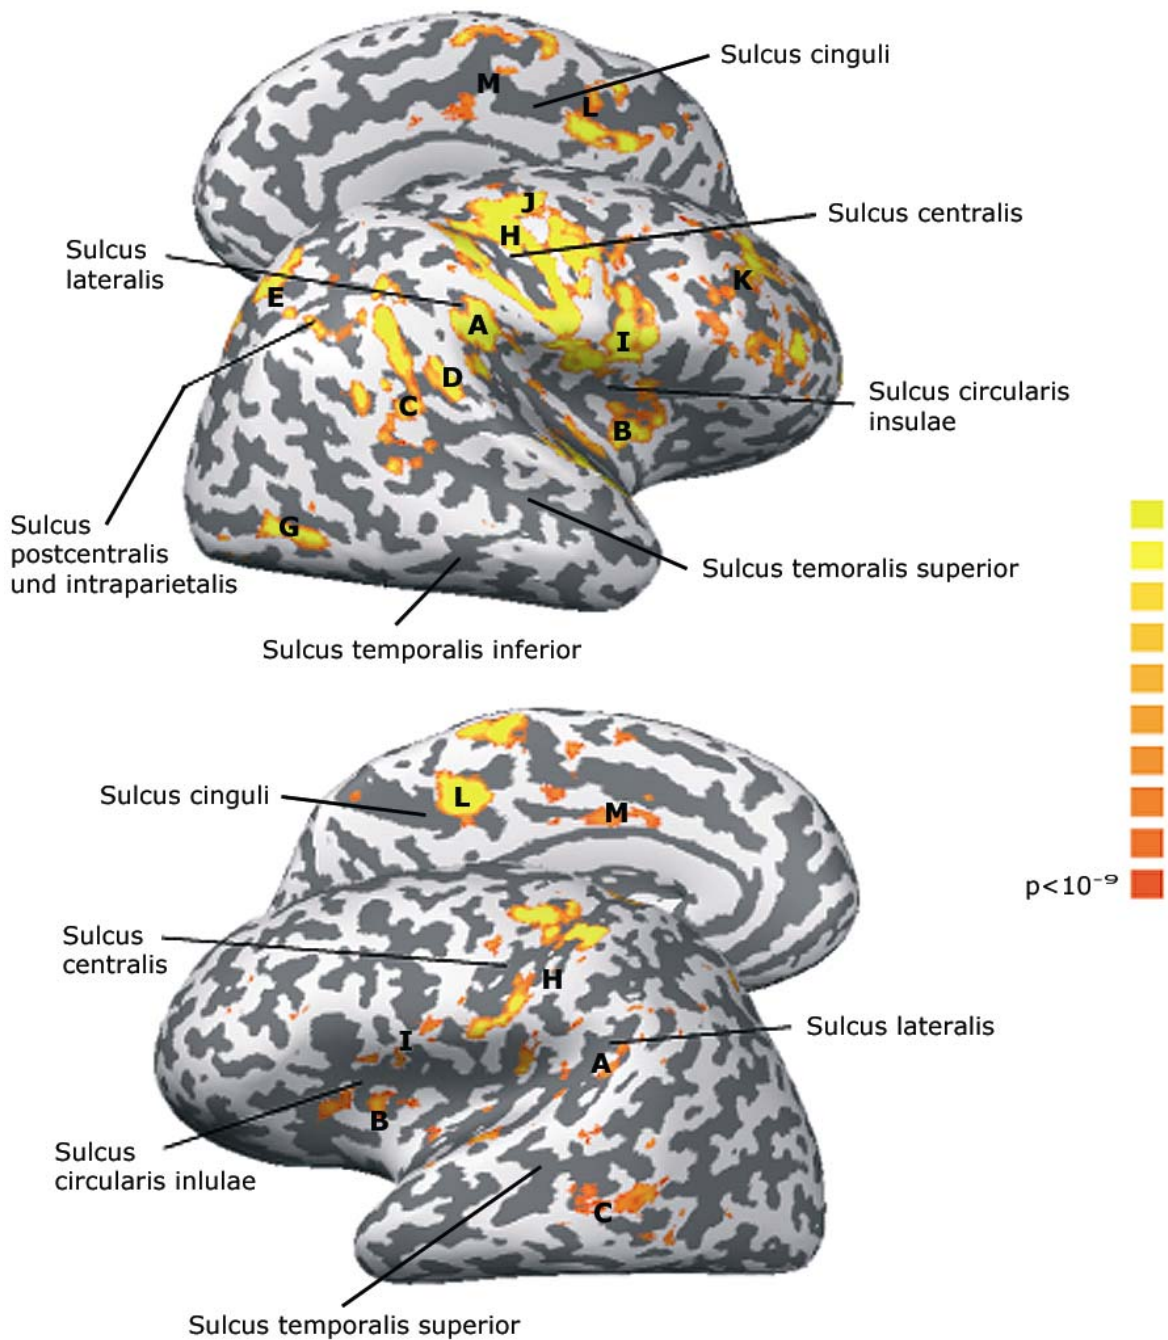 Sulcus cinguli
M
L
J
Sulcus centralis
H
Sulcus
lateralis
K
E
A
I
D
Sulcus circularis
insulae
C
B
Sulcus
postcentralis
und intraparietalis
G
Sulcus temoralis superior
Sulcus temporalis inferior
p<10⁻⁹
Sulcus cinguli
L
M
Sulcus
centralis
H
Sulcus lateralis
I
A
B
Sulcus
circularis inlulae
C
Sulcus temporalis superior